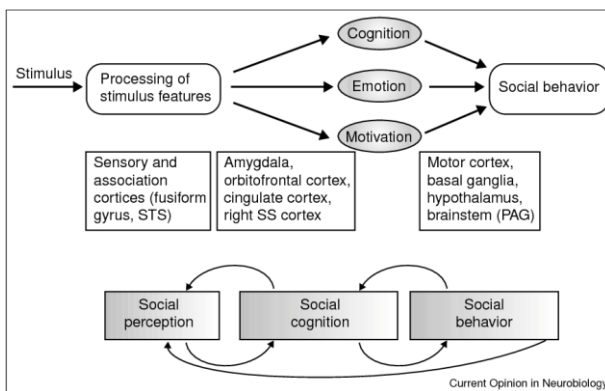 Stimulus
Processing of
stimulus features
Cognition
Emotion
Motivation
Social behavior
Sensory and
association
cortices (fusiform
gyrus, STS)
Amygdala,
orbitofrontal cortex,
cingulate cortex,
right SS cortex
Motor cortex,
basal ganglia,
hypothalamus,
brainstem (PAG)
Social
perception
Social
cognition
Social
behavior
Current Opinion in Neurobiology